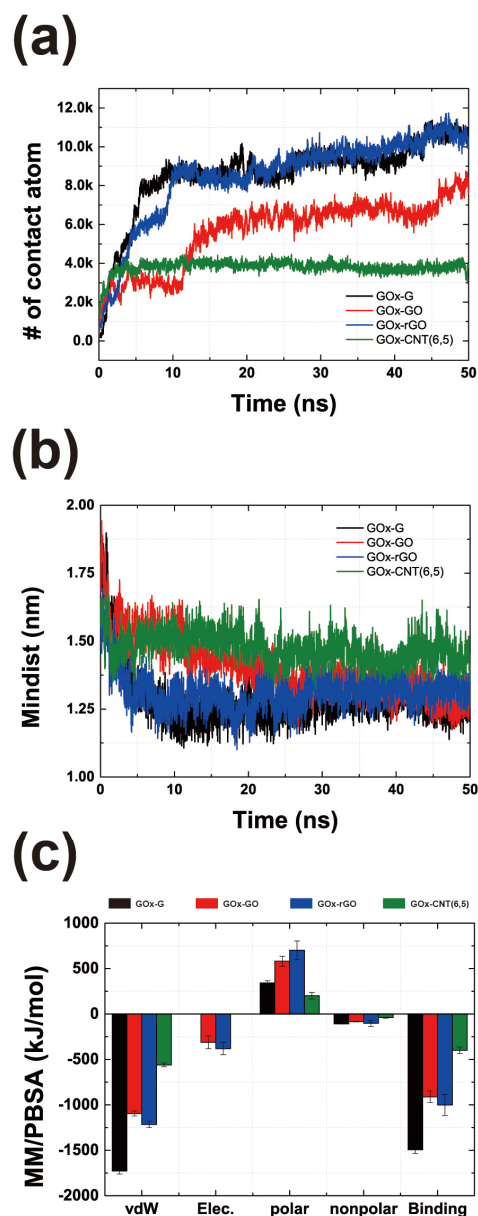 (a)
12.0k
10.0k
8.0k
6.0k
4.0k
2.0k
0.0
# of contact atom
GOx-G
GOx-GO
GOx-rGO
GOx-CNT(6,5)
0 10 20 30 40 50
Time (ns)
(b)
2.00
1.75
1.50
1.25
1.00
Mindist (nm)
GOx-G
GOx-GO
GOx-rGO
GOx-CNT(6,5)
0 10 20 30 40 50
Time (ns)
(c)
GOx-G GOx-GO GOx-rGO GOx-CNT(6,5)
1000
500
0
-500
-1000
-1500
-2000
MM/PBSA (kJ/mol)
vdW Elec. polar nonpolar Binding